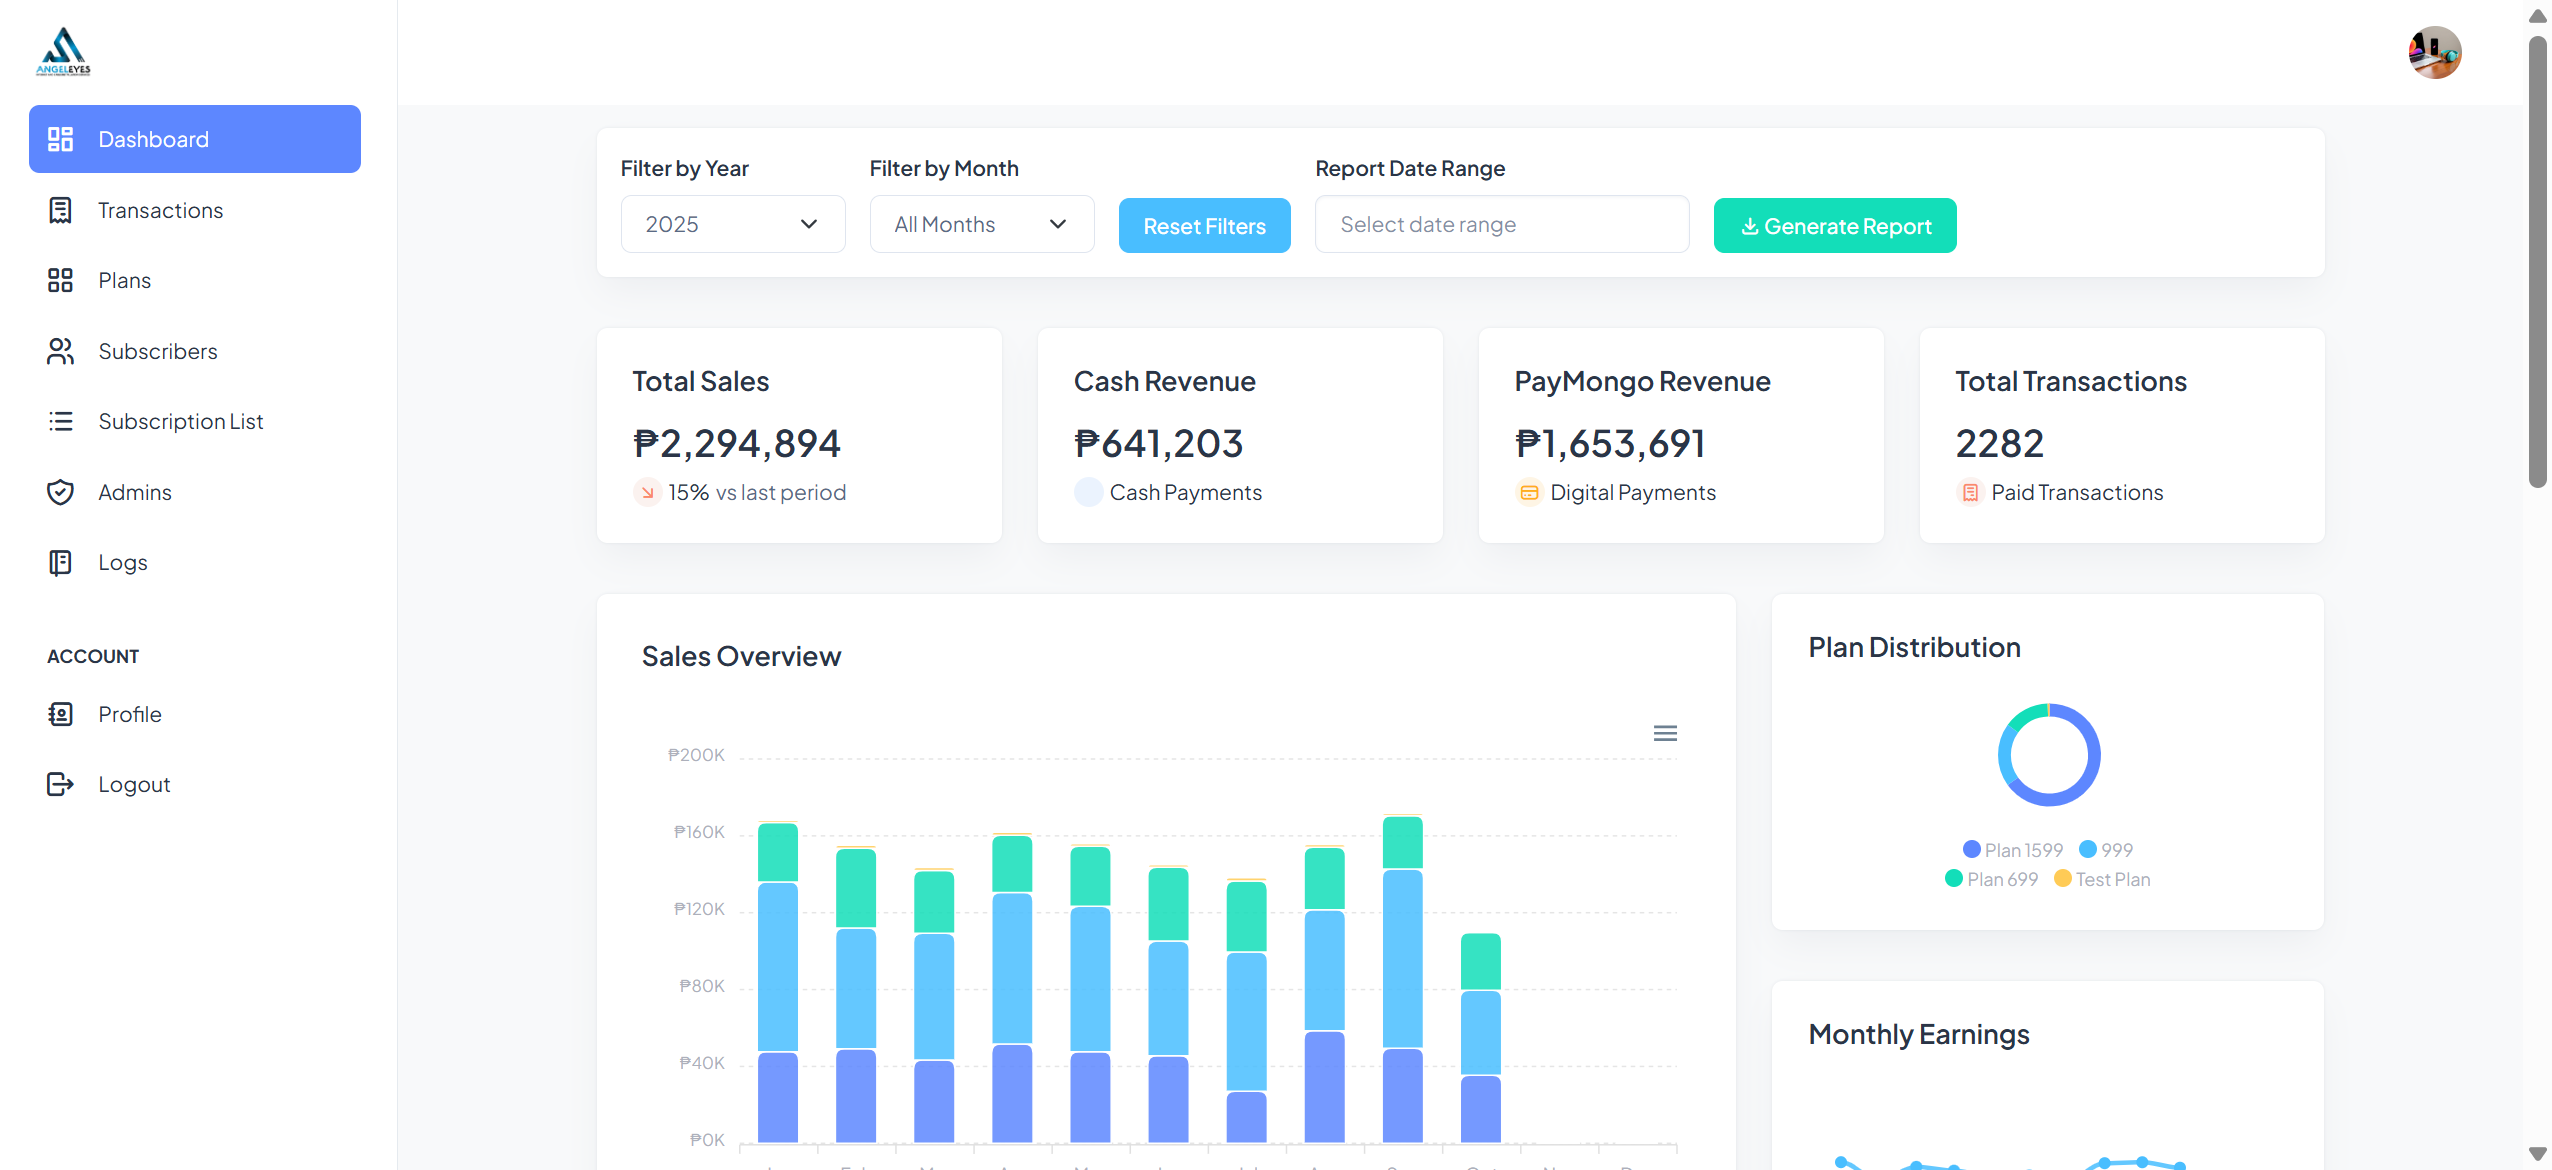 ANGELEYES
Dashboard
Transactions
Plans
Subscribers
Subscription List
Admins
Logs
ACCOUNT
Profile
Logout
Filter by Year
2025
Filter by Month
All Months
Reset Filters
Report Date Range
Select date range
Generate Report
Total Sales
₱2,294,894
15% vs last period
Cash Revenue
₱641,203
Cash Payments
PayMongo Revenue
₱1,653,691
Digital Payments
Total Transactions
2282
Paid Transactions
Sales Overview
₱200K
₱160K
₱120K
₱80K
₱40K
₱0K
Plan Distribution
Plan 1599 999
Plan 699 Test Plan
Monthly Earnings